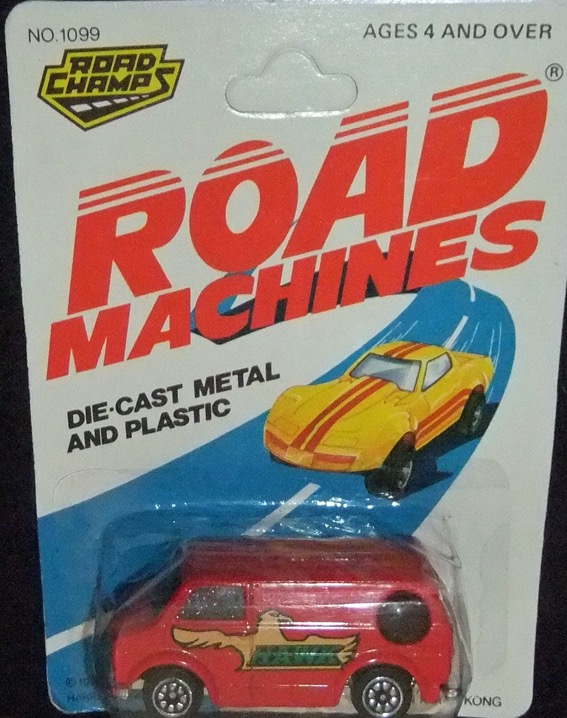 NO.1099
AGES 4 AND OVER
ROAD
CHAMPS
®
ROAD
MACHINES
DIE-CAST METAL
AND PLASTIC
KONG